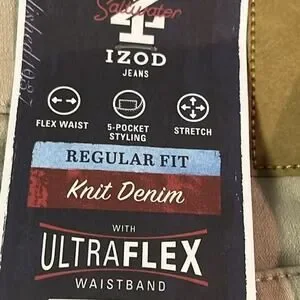 Saltwater
IZOD
JEANS
FLEX WAIST
5-POCKET
STYLING
STRETCH
REGULAR FIT
Knit Denim
WITH
ULTRAFLEX
WAISTBAND